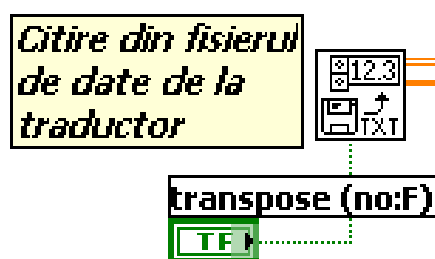 Citire din fisierul
de date de la
traductor
12.3
TXT
transpose (no:F)
TF